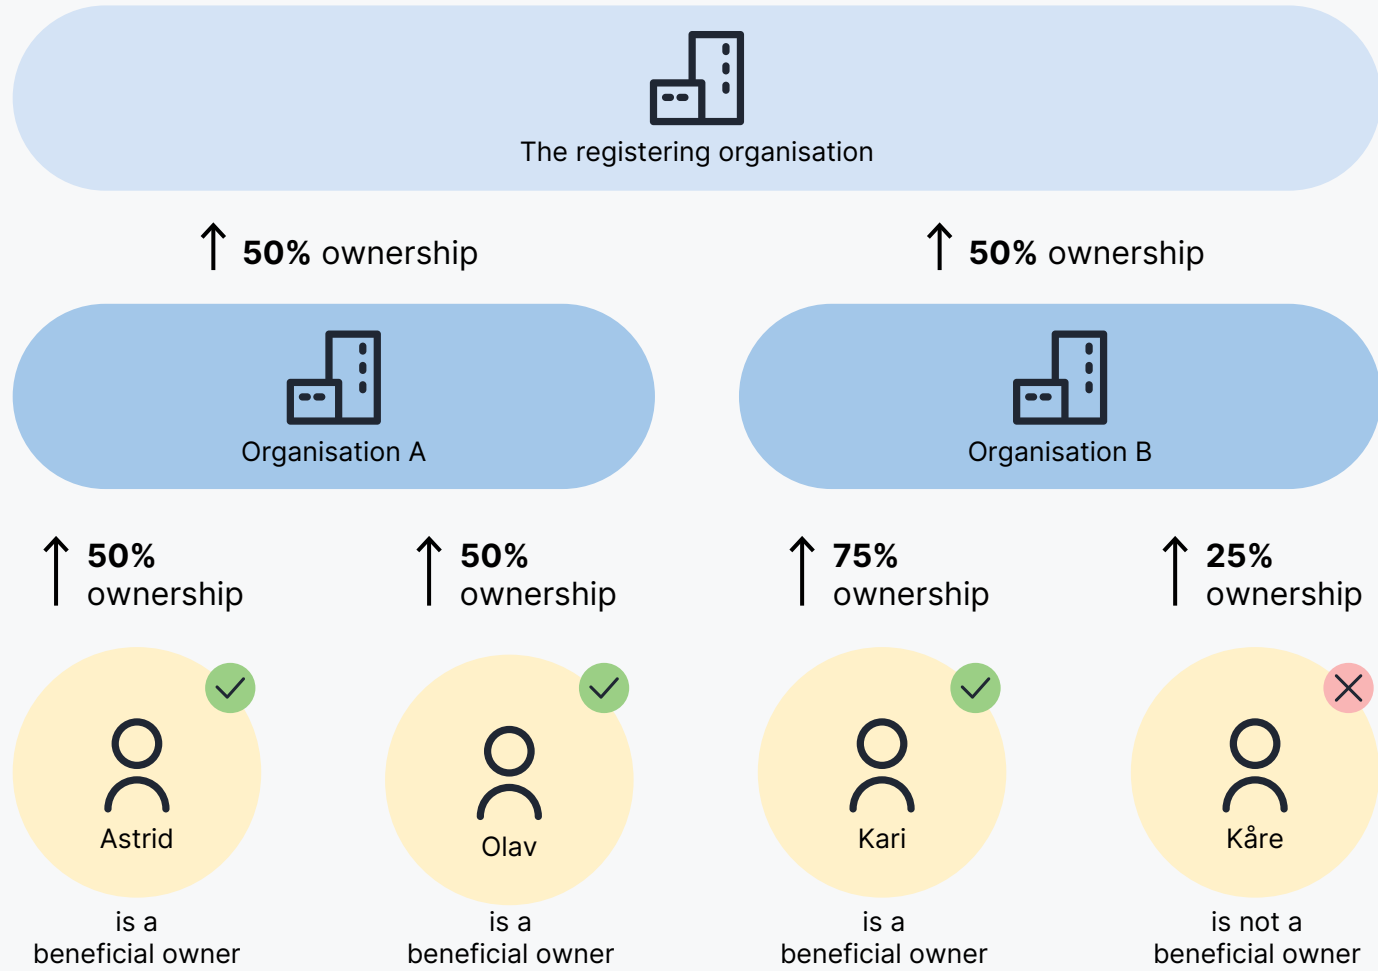 The registering organisation
50% ownership
50% ownership
Organisation A
Organisation B
50%
ownership
50%
ownership
75%
ownership
25%
ownership
Astrid
Olav
Kari
Kåre
is a
beneficial owner
is a
beneficial owner
is a
beneficial owner
is not a
beneficial owner